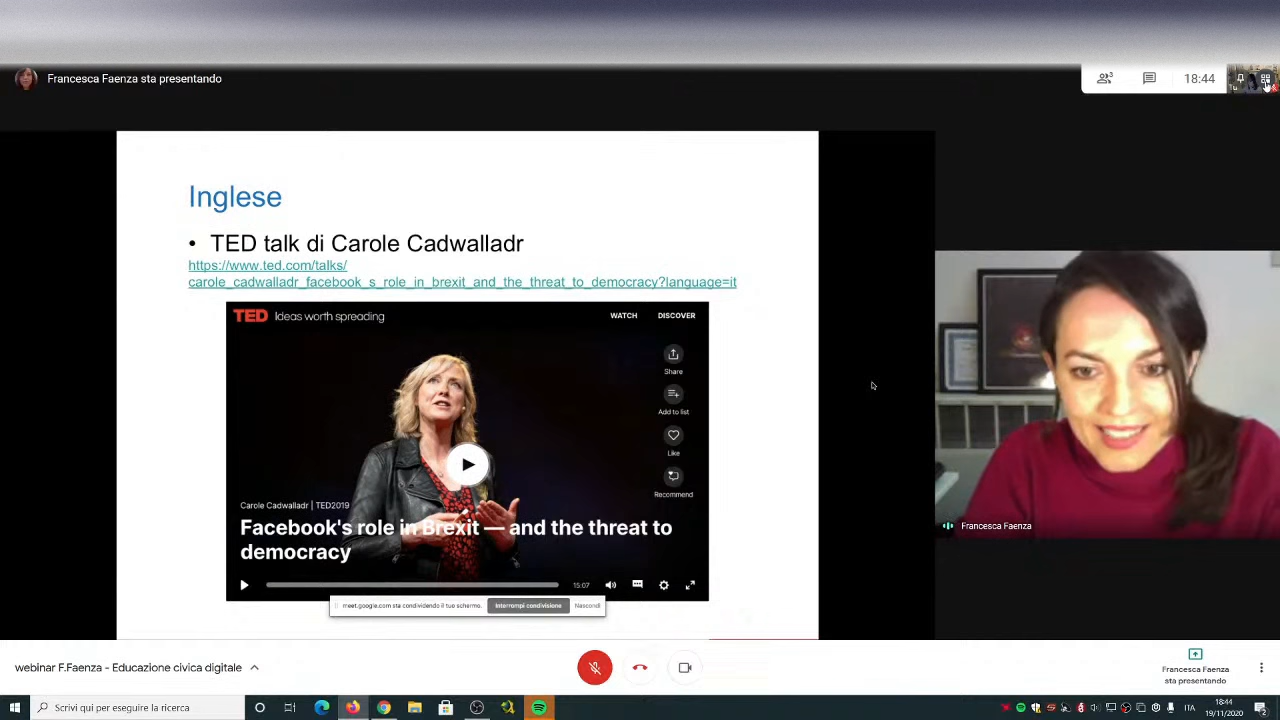 Francesca Faenza sta presentando
3
18:44
Inglese
• TED talk di Carole Cadwalladr
https://www.ted.com/talks/
carole_cadwalladr_facebook_s_role_in_brexit_and_the_threat_to_democracy?language=it
TED Ideas worth spreading
WATCH
DISCOVER
Share
Add to list
Like
Recommend
Carole Cadwalladr | TED2019
Facebook's role in Brexit — and the threat to
democracy
15:07
Francesca Faenza
meet.google.com sta condividendo il tuo schermo.
Interrompi condivisione
Nascondi
webinar F.Faenza - Educazione civica digitale
Francesca Faenza
sta presentando
Scrivi qui per eseguire la ricerca
ITA
18:44
19/11/2020
2